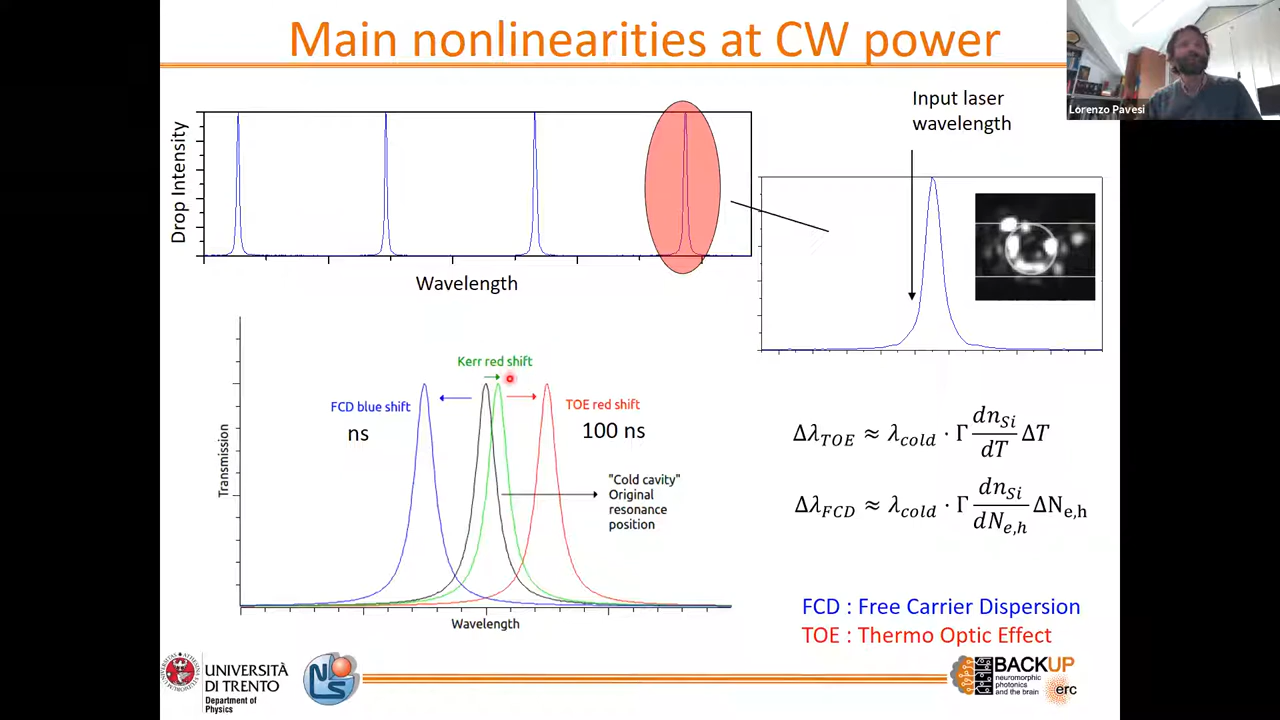 Main nonlinearities at CW power
Lorenzo Pavesi
Drop Intensity
Wavelength
Input laser
wavelength
Kerr red shift
FCD blue shift
ns
TOE red shift
100 ns
"Cold cavity"
Original
resonance
position
Transmission
Wavelength
Δλ_TOE ≈ λ_cold · Γ dn_Si/dT ΔT
Δλ_FCD ≈ λ_cold · Γ dn_Si/dN_e,h ΔN_e,h
FCD : Free Carrier Dispersion
TOE : Thermo Optic Effect
UNIVERSITÀ
DI TRENTO
Department of
Physics
NLS
BACKUP
neuromorphic
photonics
and the brain
erc